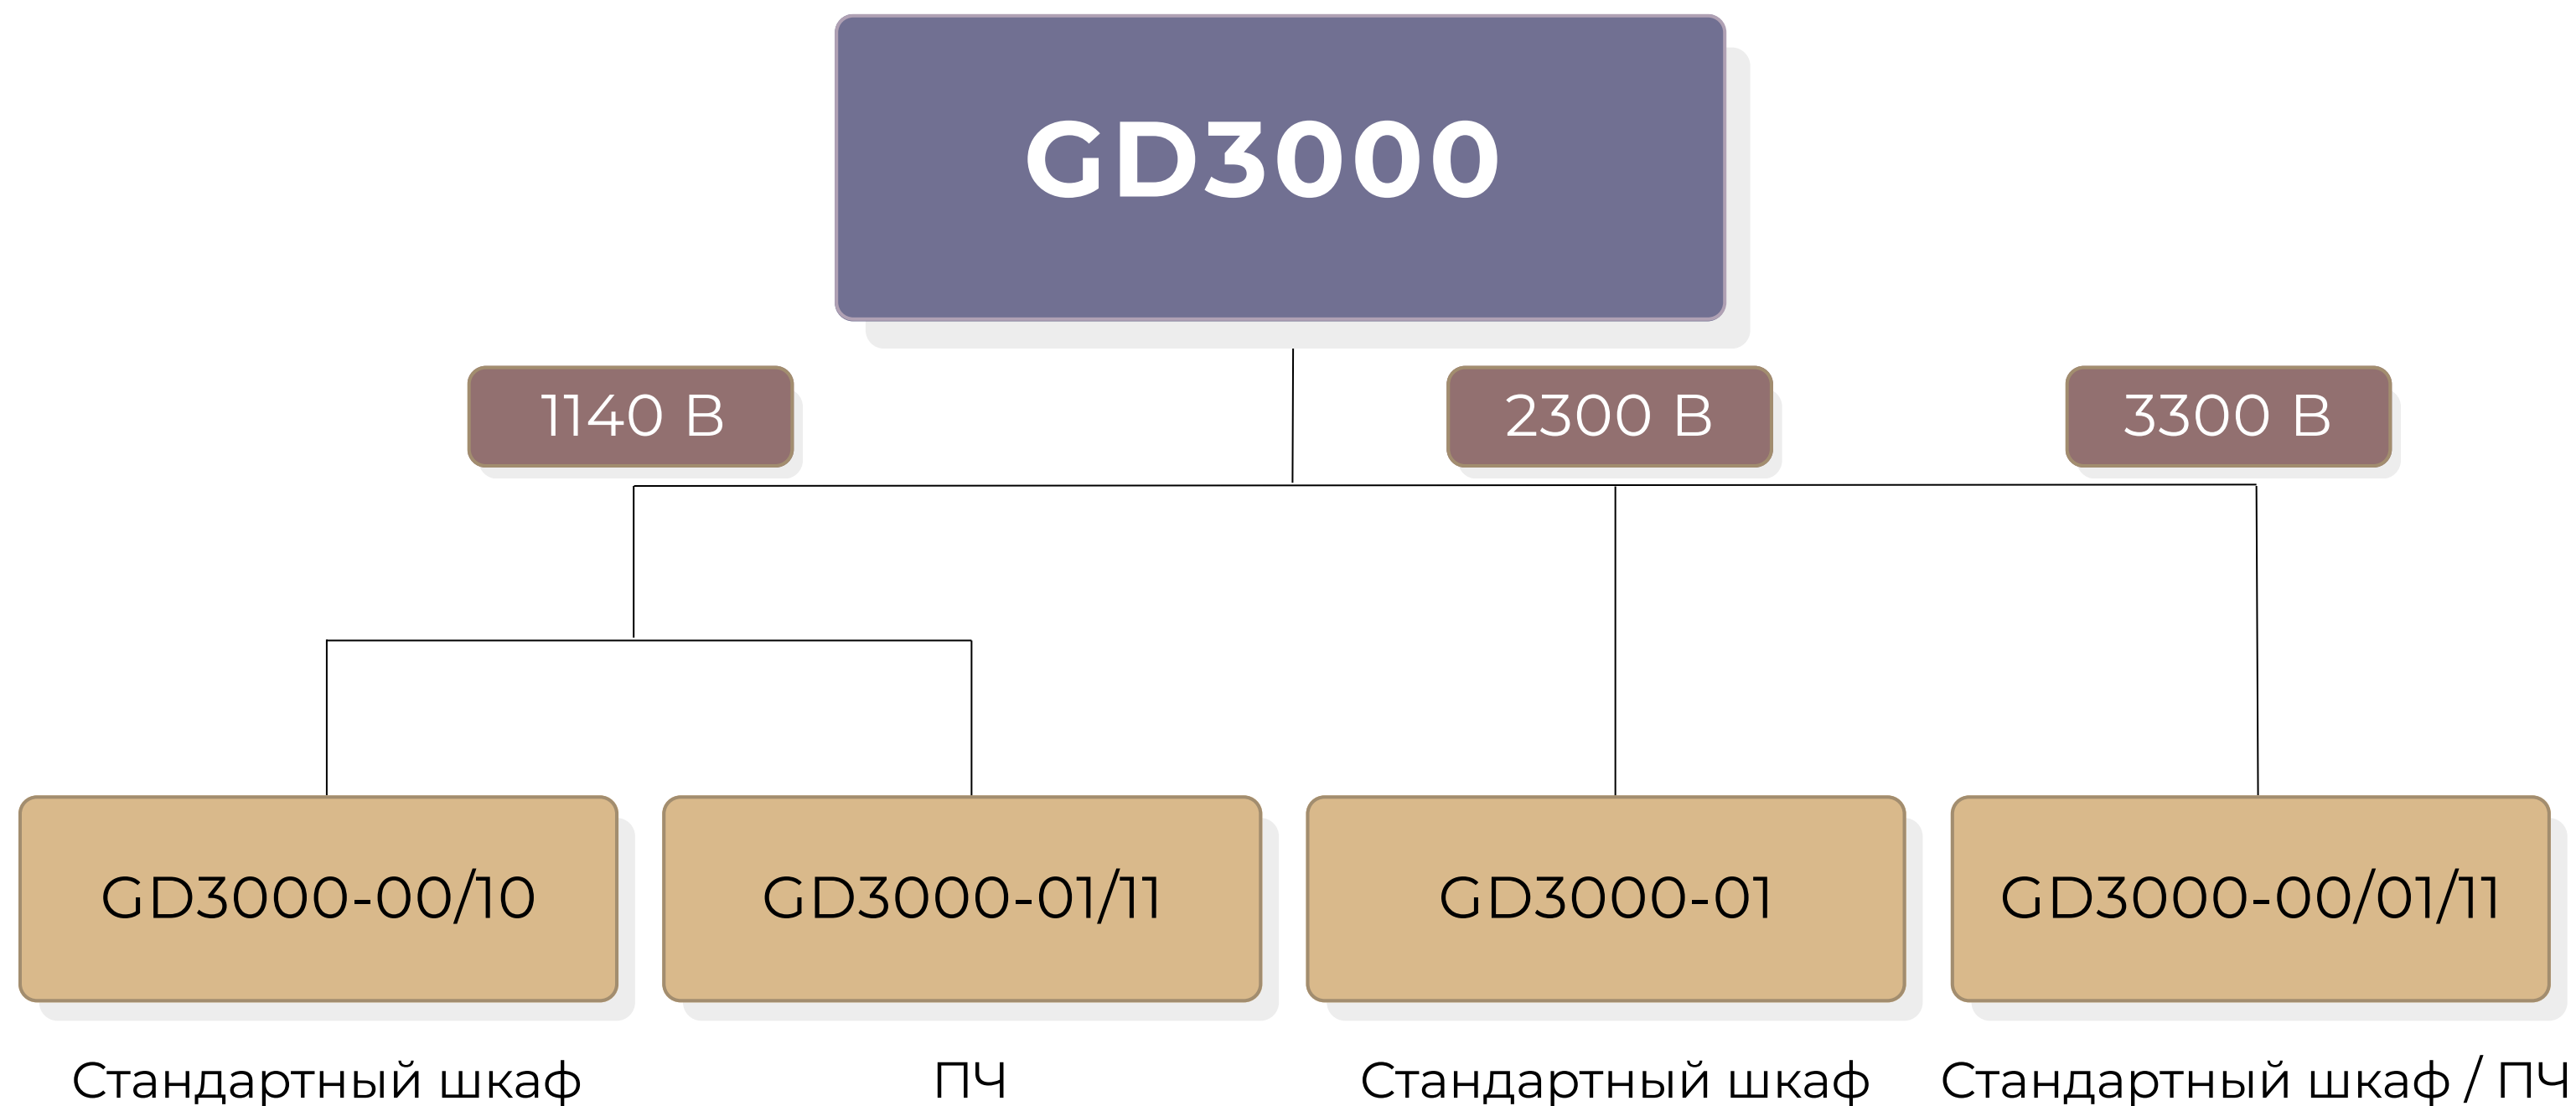 GD3000
1140 В
2300 В
3300 В
GD3000-00/10
GD3000-01/11
GD3000-01
GD3000-00/01/11
Стандартный шкаф
ПЧ
Стандартный шкаф
Стандартный шкаф / ПЧ